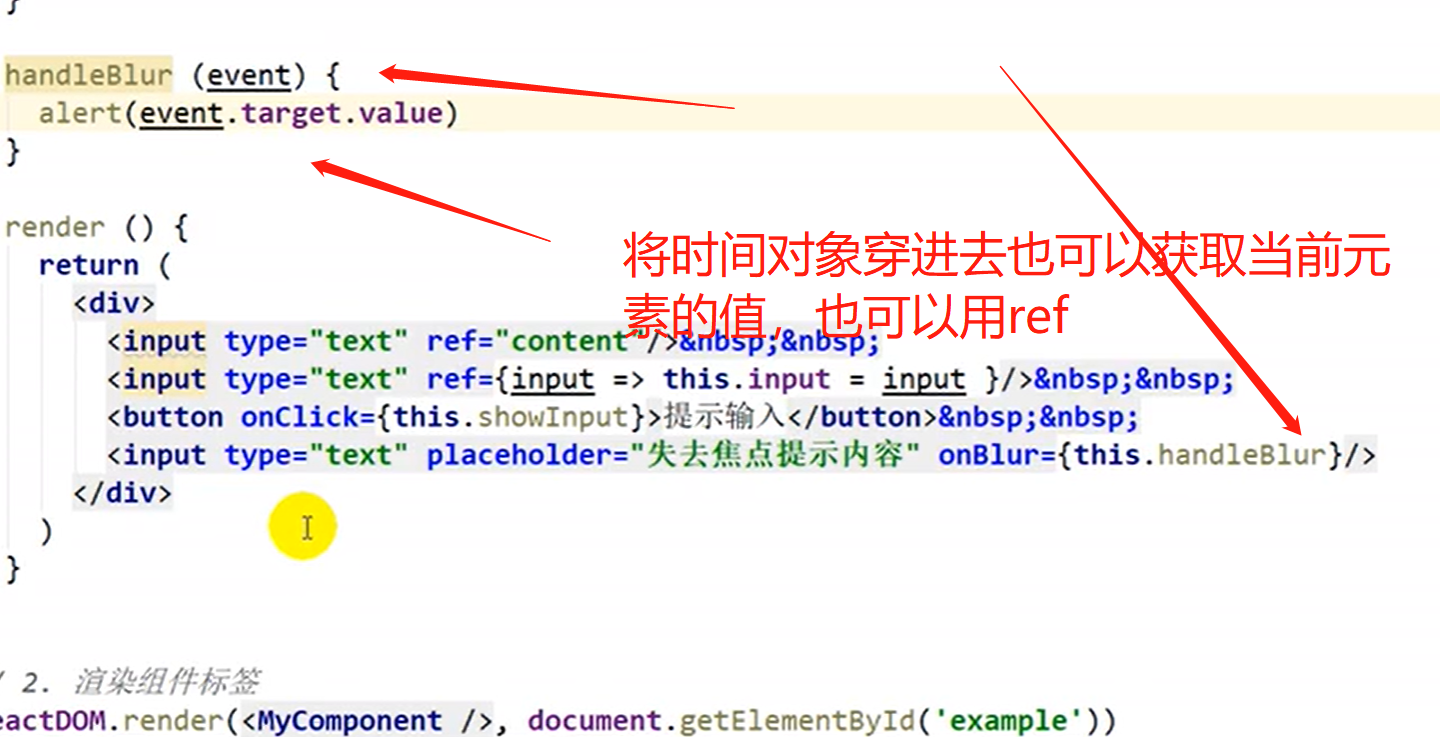 }
handleBlur (event) {
alert(event.target.value)
}
render () {
return (
<div>
将时间对象穿进去也可以获取当前元
素的值，也可以用ref
<input type="text" ref="content"/>&nbsp;&nbsp;
<input type="text" ref={input => this.input = input }/>&nbsp;&nbsp;
<button onClick={this.showInput}>提示输入</button>&nbsp;&nbsp;
<input type="text" placeholder="失去焦点提示内容" onBlur={this.handleBlur}/>
</div>
)
}
/ 2. 渲染组件标签
eactDOM.render(<MyComponent />, document.getElementById('example'))